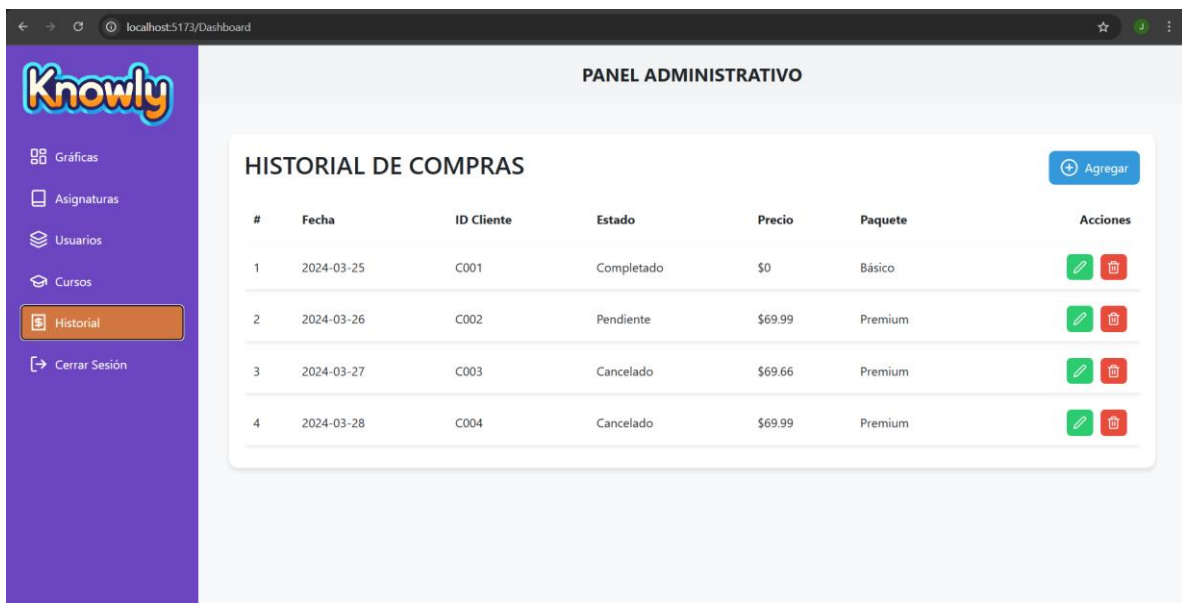 localhost:5173/Dashboard
J
Knowly
PANEL ADMINISTRATIVO
Gráficas
Asignaturas
Usuarios
Cursos
Historial
Cerrar Sesión
HISTORIAL DE COMPRAS
Agregar
# Fecha ID Cliente Estado Precio Paquete Acciones
1 2024-03-25 C001 Completado $0 Básico
2 2024-03-26 C002 Pendiente $69.99 Premium
3 2024-03-27 C003 Cancelado $69.66 Premium
4 2024-03-28 C004 Cancelado $69.99 Premium